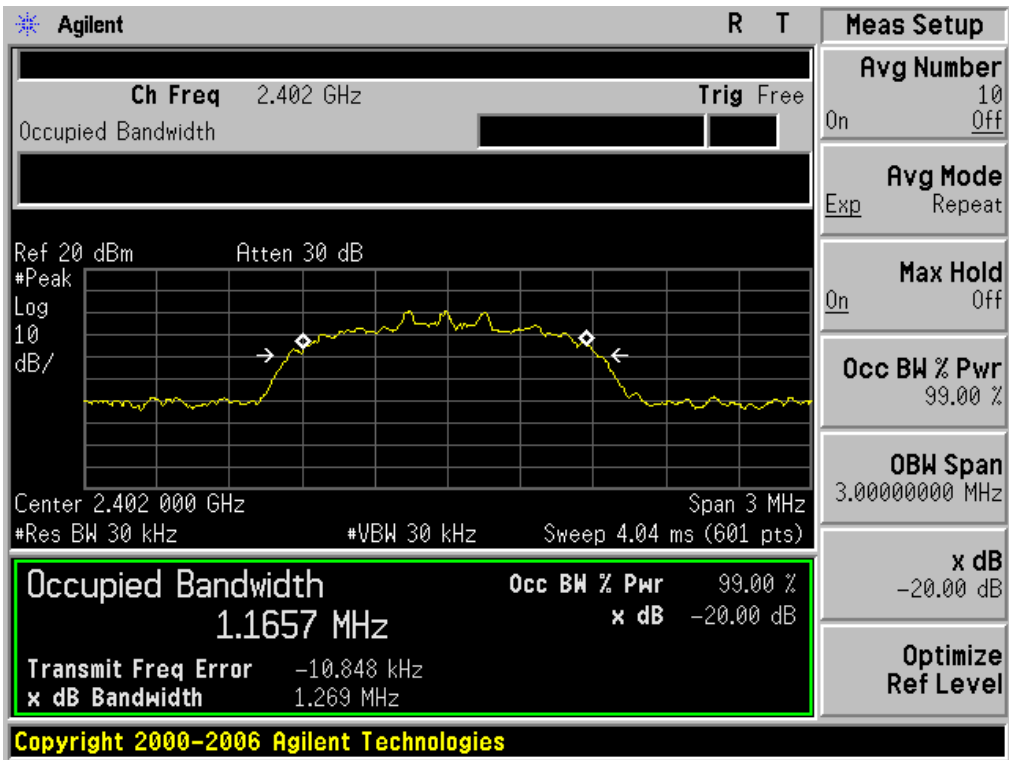 Agilent R T
Ch Freq 2.402 GHz Trig Free
Occupied Bandwidth
Ref 20 dBm Atten 30 dB
#Peak
Log
10
dB/
Center 2.402 000 GHz Span 3 MHz
#Res BW 30 kHz #VBW 30 kHz Sweep 4.04 ms (601 pts)
Occupied Bandwidth Occ BW % Pwr 99.00 %
1.1657 MHz x dB -20.00 dB
Transmit Freq Error -10.848 kHz
x dB Bandwidth 1.269 MHz
Copyright 2000-2006 Agilent Technologies
Meas Setup
Avg Number
10
On Off
Avg Mode
Exp Repeat
Max Hold
On Off
Occ BW % Pwr
99.00 %
OBW Span
3.00000000 MHz
x dB
-20.00 dB
Optimize
Ref Level